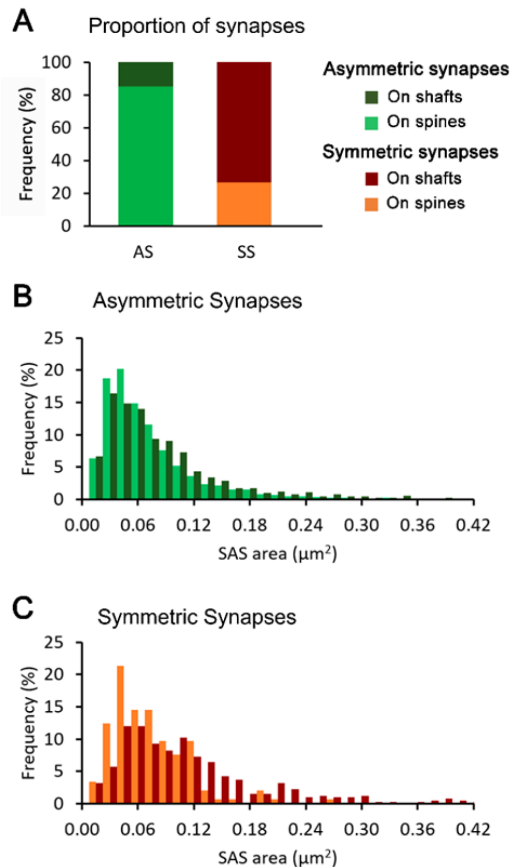 A
Proportion of synapses
Frequency (%)
100
80
60
40
20
0
AS
SS
Asymmetric synapses
On shafts
On spines
Symmetric synapses
On shafts
On spines
B
Asymmetric Synapses
Frequency (%)
25
20
15
10
5
0
0.00 0.06 0.12 0.18 0.24 0.30 0.36 0.42
SAS area (µm²)
C
Symmetric Synapses
Frequency (%)
25
20
15
10
5
0
0.00 0.06 0.12 0.18 0.24 0.30 0.36 0.42
SAS area (µm²)